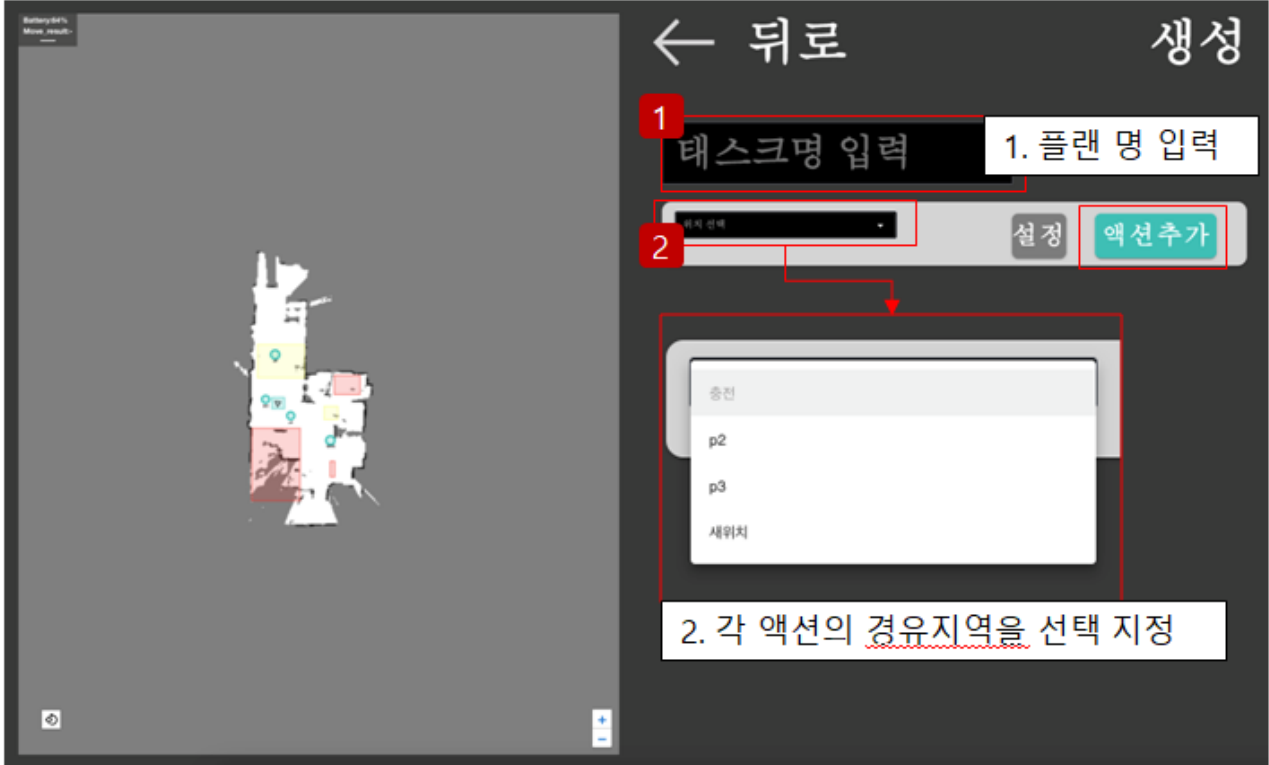 Battery:64%
Move_result:-
← 뒤로
생성
1
태스크명 입력
1. 플랜 명 입력
2
위치 선택
설정
액션추가
충전
p2
p3
새위치
2. 각 액션의 경유지역을 선택 지정
+
−